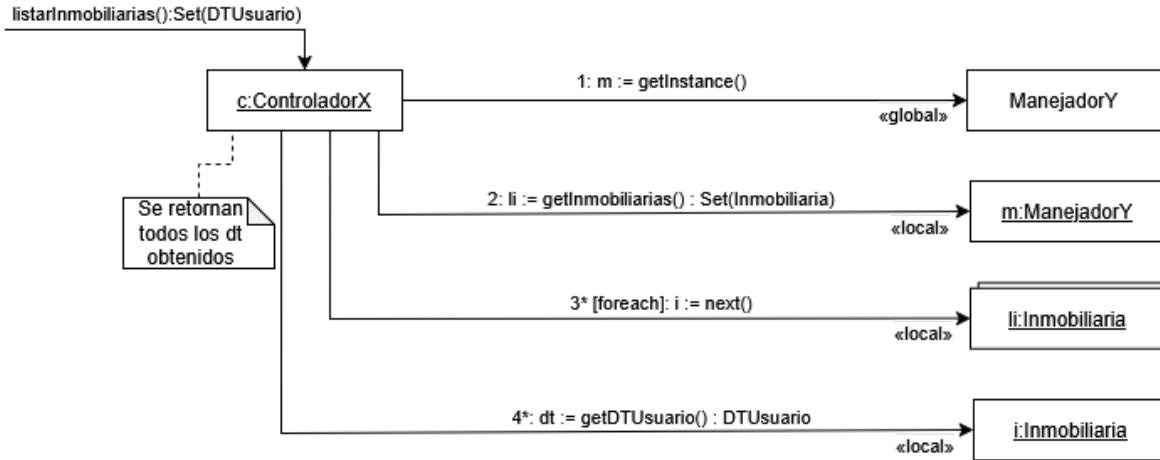 listarInmobiliarias():Set(DTUsuario)
c:ControladorX
1: m := getInstance()
«global»
ManejadorY
Se retornan
todos los dt
obtenidos
2: li := getInmobiliarias() : Set(Inmobiliaria)
«local»
m:ManejadorY
3* [foreach]: i := next()
«local»
li:Inmobiliaria
4*: dt := getDTUsuario() : DTUsuario
«local»
i:Inmobiliaria